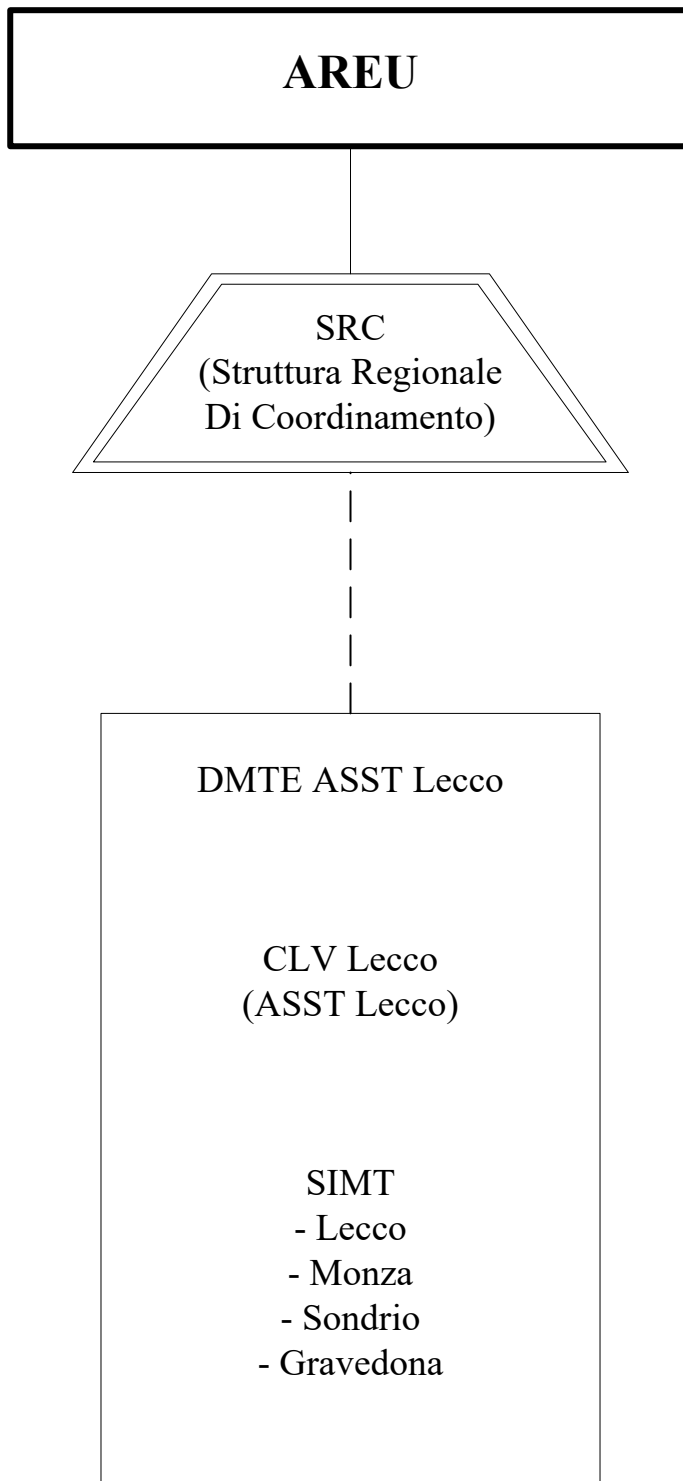 AREU
SRC
(Struttura Regionale
Di Coordinamento)
DMTE ASST Lecco
CLV Lecco
(ASST Lecco)
SIMT
- Lecco
- Monza
- Sondrio
- Gravedona